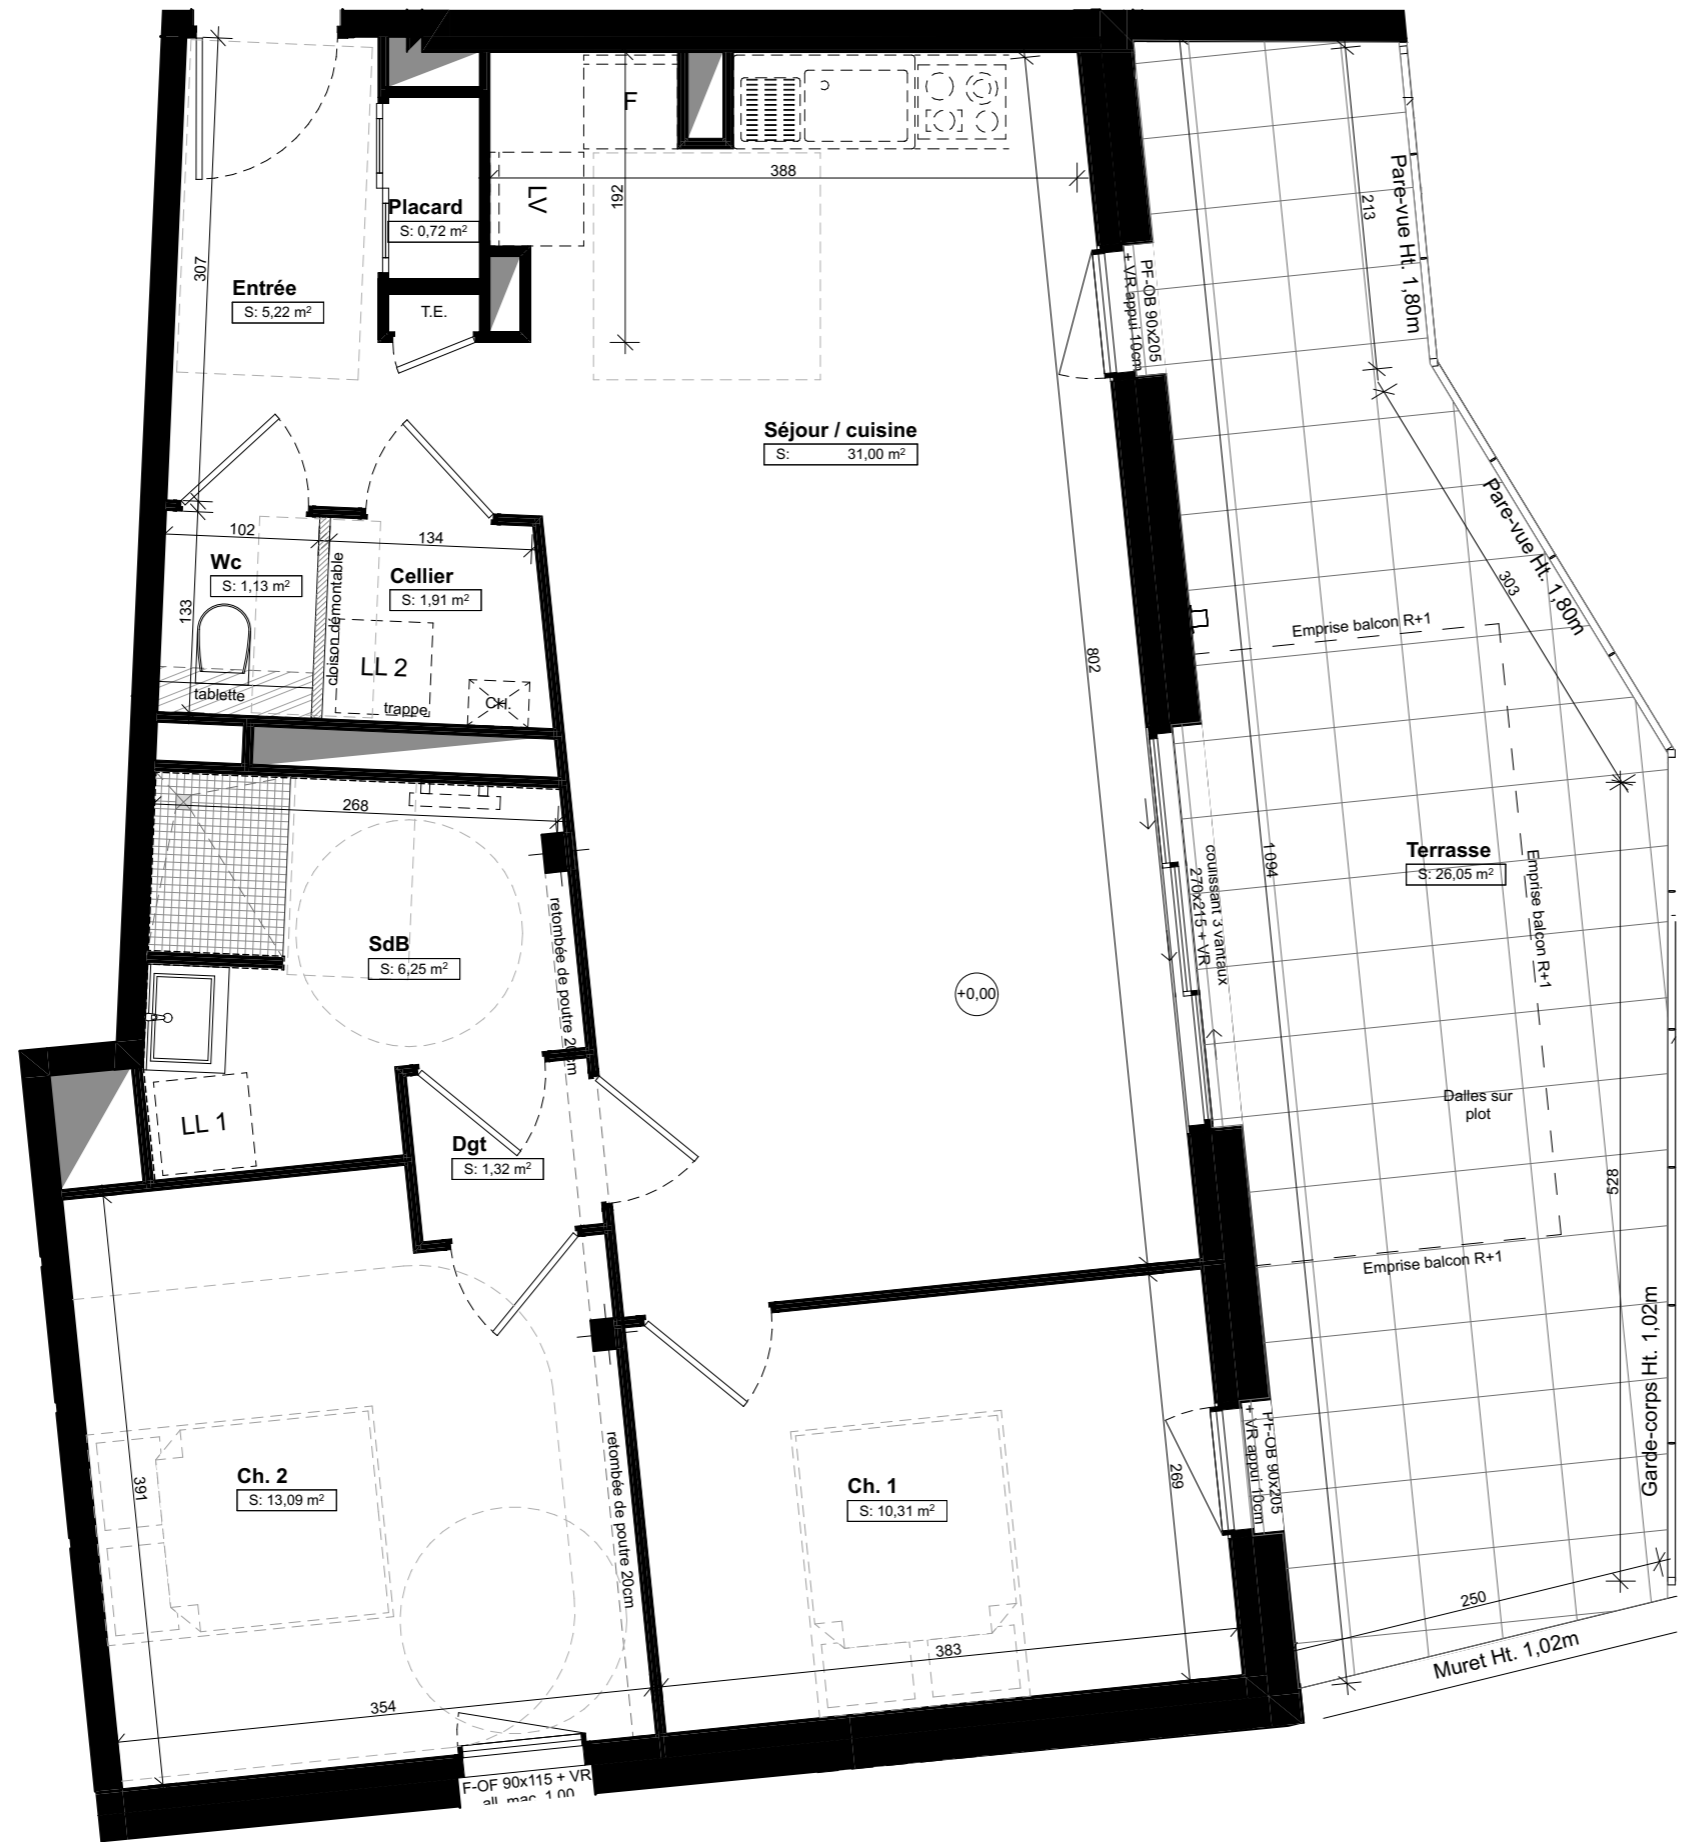 F
388
192
LV
Placard
S: 0,72 m²
307
Entrée
S: 5,22 m²
T.E.
PF-OB 90x205
+ VR appui 10cm
213
Pare-vue Ht. 1,80m
Séjour / cuisine
S: 31,00 m²
Pare-vue Ht. 1,80m
303
102
134
Wc
S: 1,13 m²
133
cloison démontable
Cellier
S: 1,91 m²
LL 2
tablette
trappe
CH.
Emprise balcon R+1
802
268
1094
coulissant 3 vantaux
270x215 + VR
Terrasse
S: 26,05 m²
Emprise balcon R+1
SdB
S: 6,25 m²
retombée de poutre 20cm
+0,00
LL 1
Dgt
S: 1,32 m²
Dalles sur
plot
528
Emprise balcon R+1
Garde-corps Ht. 1,02m
391
Ch. 2
S: 13,09 m²
retombée de poutre 20cm
Ch. 1
S: 10,31 m²
269
PF-OB 90x205
+ VR appui 10cm
250
Muret Ht. 1,02m
383
354
F-OF 90x115 + VR
all. mac. 1.00